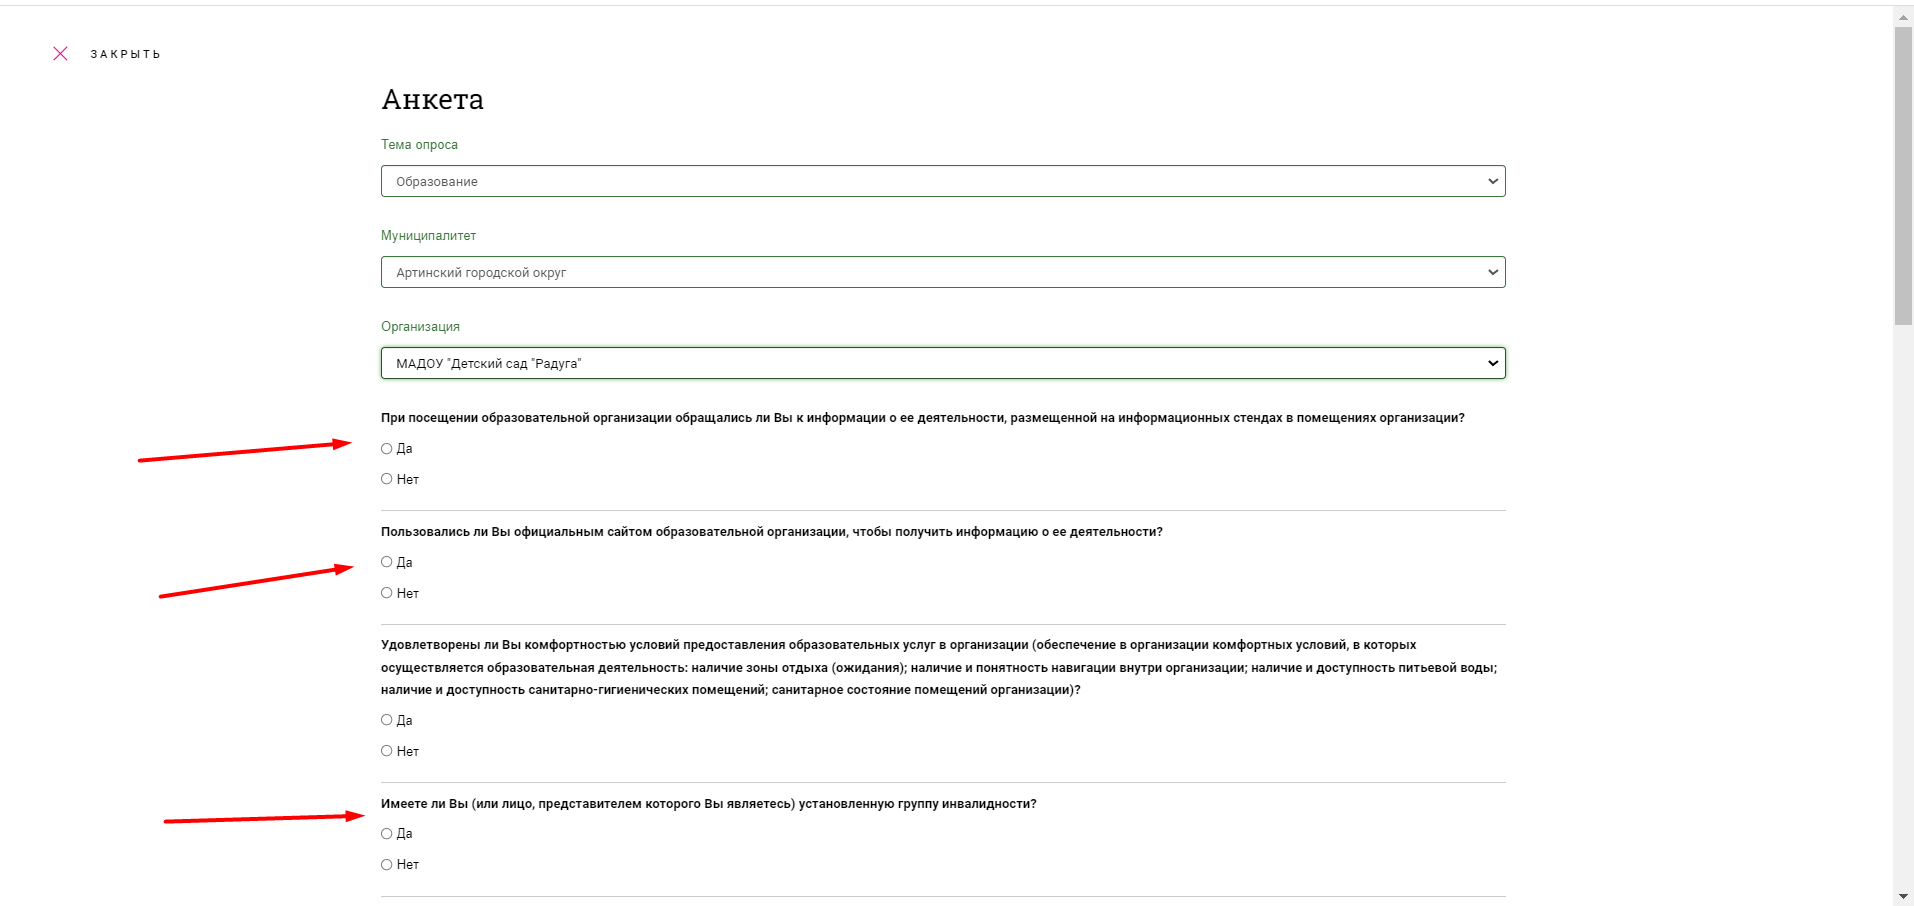 ЗАКРЫТЬ
Анкета
Тема опроса
Образование
Муниципалитет
Артинский городской округ
Организация
МАДОУ "Детский сад "Радуга"
При посещении образовательной организации обращались ли Вы к информации о ее деятельности, размещенной на информационных стендах в помещениях организации?
Да
Нет
Пользовались ли Вы официальным сайтом образовательной организации, чтобы получить информацию о ее деятельности?
Да
Нет
Удовлетворены ли Вы комфортностью условий предоставления образовательных услуг в организации (обеспечение в организации комфортных условий, в которых
осуществляется образовательная деятельность: наличие зоны отдыха (ожидания); наличие и понятность навигации внутри организации; наличие и доступность питьевой воды;
наличие и доступность санитарно-гигиенических помещений; санитарное состояние помещений организации)?
Да
Нет
Имеете ли Вы (или лицо, представителем которого Вы являетесь) установленную группу инвалидности?
Да
Нет